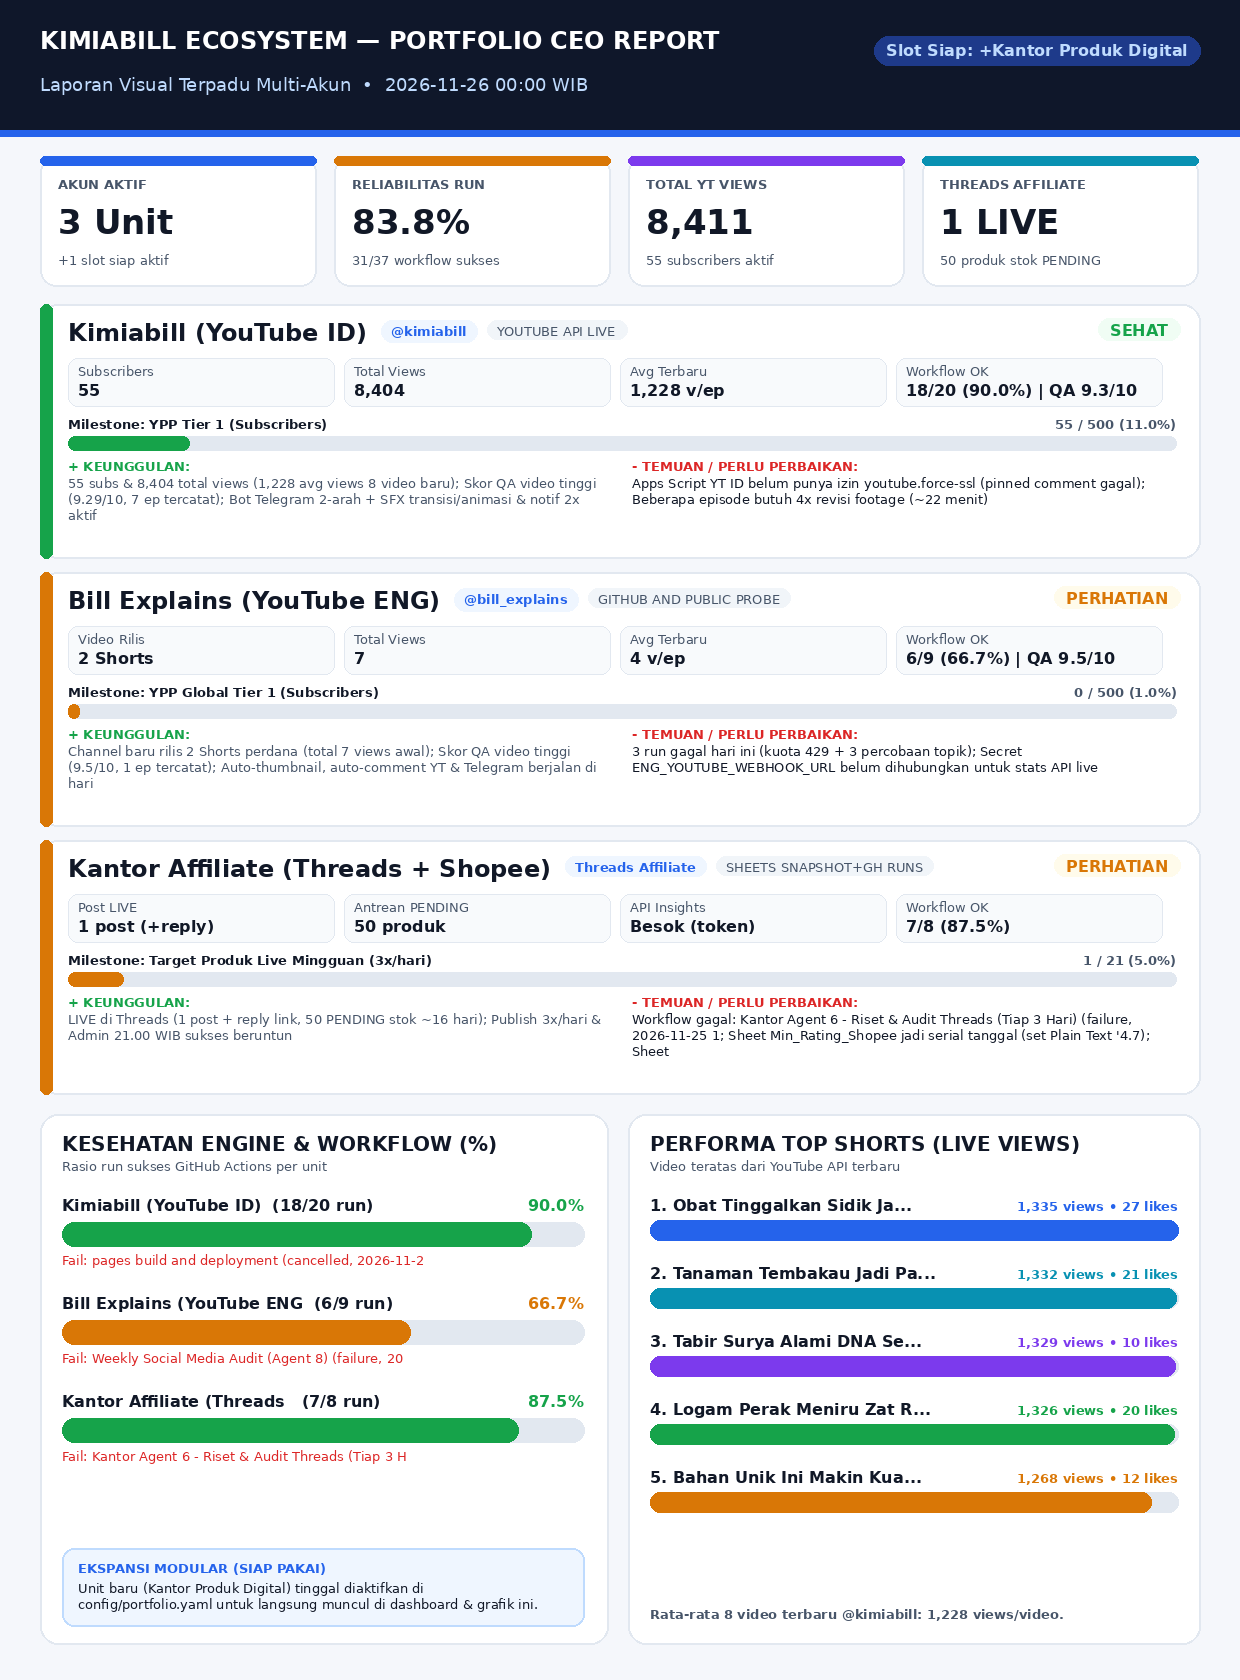 KIMIABILL ECOSYSTEM — PORTFOLIO CEO REPORT
Slot Siap: +Kantor Produk Digital
Laporan Visual Terpadu Multi-Akun • 2026-11-26 00:00 WIB
AKUN AKTIF
3 Unit
+1 slot siap aktif
RELIABILITAS RUN
83.8%
31/37 workflow sukses
TOTAL YT VIEWS
8,411
55 subscribers aktif
THREADS AFFILIATE
1 LIVE
50 produk stok PENDING
Kimiabill (YouTube ID) @kimiabill YOUTUBE API LIVE SEHAT
Subscribers
55
Total Views
8,404
Avg Terbaru
1,228 v/ep
Workflow OK
18/20 (90.0%) | QA 9.3/10
Milestone: YPP Tier 1 (Subscribers) 55 / 500 (11.0%)
+ KEUNGGULAN:
55 subs & 8,404 total views (1,228 avg views 8 video baru); Skor QA video tinggi
(9.29/10, 7 ep tercatat); Bot Telegram 2-arah + SFX transisi/animasi & notif 2x
aktif
- TEMUAN / PERLU PERBAIKAN:
Apps Script YT ID belum punya izin youtube.force-ssl (pinned comment gagal);
Beberapa episode butuh 4x revisi footage (~22 menit)
Bill Explains (YouTube ENG) @bill_explains GITHUB AND PUBLIC PROBE PERHATIAN
Video Rilis
2 Shorts
Total Views
7
Avg Terbaru
4 v/ep
Workflow OK
6/9 (66.7%) | QA 9.5/10
Milestone: YPP Global Tier 1 (Subscribers) 0 / 500 (1.0%)
+ KEUNGGULAN:
Channel baru rilis 2 Shorts perdana (total 7 views awal); Skor QA video tinggi
(9.5/10, 1 ep tercatat); Auto-thumbnail, auto-comment YT & Telegram berjalan di
hari
- TEMUAN / PERLU PERBAIKAN:
3 run gagal hari ini (kuota 429 + 3 percobaan topik); Secret
ENG_YOUTUBE_WEBHOOK_URL belum dihubungkan untuk stats API live
Kantor Affiliate (Threads + Shopee) Threads Affiliate SHEETS SNAPSHOT+GH RUNS PERHATIAN
Post LIVE
1 post (+reply)
Antrean PENDING
50 produk
API Insights
Besok (token)
Workflow OK
7/8 (87.5%)
Milestone: Target Produk Live Mingguan (3x/hari) 1 / 21 (5.0%)
+ KEUNGGULAN:
LIVE di Threads (1 post + reply link, 50 PENDING stok ~16 hari); Publish 3x/hari &
Admin 21.00 WIB sukses beruntun
- TEMUAN / PERLU PERBAIKAN:
Workflow gagal: Kantor Agent 6 - Riset & Audit Threads (Tiap 3 Hari) (failure,
2026-11-25 1; Sheet Min_Rating_Shopee jadi serial tanggal (set Plain Text '4.7);
Sheet
KESEHATAN ENGINE & WORKFLOW (%)
Rasio run sukses GitHub Actions per unit
Kimiabill (YouTube ID) (18/20 run) 90.0%
Fail: pages build and deployment (cancelled, 2026-11-2
Bill Explains (YouTube ENG (6/9 run) 66.7%
Fail: Weekly Social Media Audit (Agent 8) (failure, 20
Kantor Affiliate (Threads (7/8 run) 87.5%
Fail: Kantor Agent 6 - Riset & Audit Threads (Tiap 3 H
EKSPANSI MODULAR (SIAP PAKAI)
Unit baru (Kantor Produk Digital) tinggal diaktifkan di
config/portfolio.yaml untuk langsung muncul di dashboard & grafik ini.
PERFORMA TOP SHORTS (LIVE VIEWS)
Video teratas dari YouTube API terbaru
1. Obat Tinggalkan Sidik Ja... 1,335 views • 27 likes
2. Tanaman Tembakau Jadi Pa... 1,332 views • 21 likes
3. Tabir Surya Alami DNA Se... 1,329 views • 10 likes
4. Logam Perak Meniru Zat R... 1,326 views • 20 likes
5. Bahan Unik Ini Makin Kua... 1,268 views • 12 likes
Rata-rata 8 video terbaru @kimiabill: 1,228 views/video.